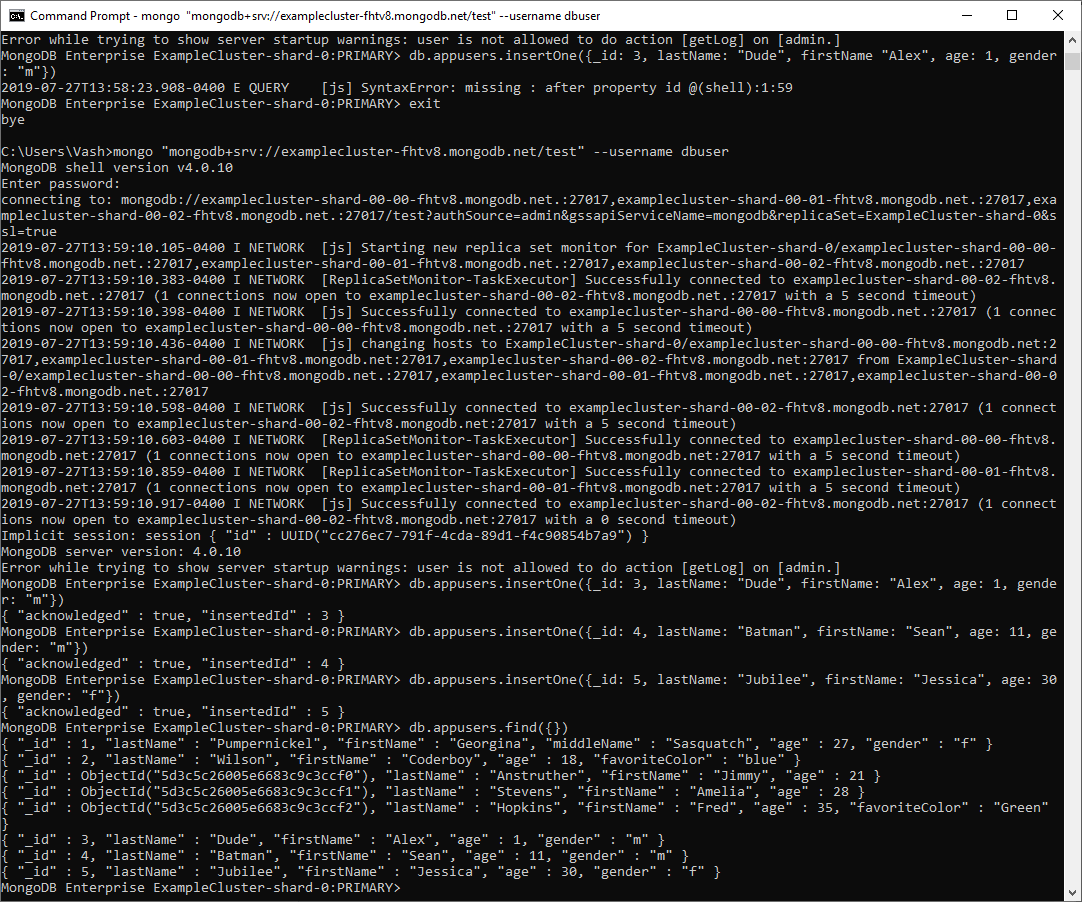 Command Prompt - mongo  "mongodb+srv://examplecluster-fhtv8.mongodb.net/test" --username dbuser
Error while trying to show server startup warnings: user is not allowed to do action [getLog] on [admin.]
MongoDB Enterprise ExampleCluster-shard-0:PRIMARY> db.appusers.insertOne({_id: 3, lastName: "Dude", firstName "Alex", age: 1, gender
: "m"})
2019-07-27T13:58:23.908-0400 E QUERY    [js] SyntaxError: missing : after property id @(shell):1:59
MongoDB Enterprise ExampleCluster-shard-0:PRIMARY> exit
bye
C:\Users\Vash>mongo "mongodb+srv://examplecluster-fhtv8.mongodb.net/test" --username dbuser
MongoDB shell version v4.0.10
Enter password:
connecting to: mongodb://examplecluster-shard-00-00-fhtv8.mongodb.net.:27017,examplecluster-shard-00-01-fhtv8.mongodb.net.:27017,exa
mplecluster-shard-00-02-fhtv8.mongodb.net.:27017/test?authSource=admin&gssapiServiceName=mongodb&replicaSet=ExampleCluster-shard-0&s
sl=true
2019-07-27T13:59:10.105-0400 I NETWORK  [js] Starting new replica set monitor for ExampleCluster-shard-0/examplecluster-shard-00-00-
fhtv8.mongodb.net.:27017,examplecluster-shard-00-01-fhtv8.mongodb.net.:27017,examplecluster-shard-00-02-fhtv8.mongodb.net.:27017
2019-07-27T13:59:10.383-0400 I NETWORK  [ReplicaSetMonitor-TaskExecutor] Successfully connected to examplecluster-shard-00-02-fhtv8.
mongodb.net.:27017 (1 connections now open to examplecluster-shard-00-02-fhtv8.mongodb.net.:27017 with a 5 second timeout)
2019-07-27T13:59:10.398-0400 I NETWORK  [js] Successfully connected to examplecluster-shard-00-00-fhtv8.mongodb.net.:27017 (1 connec
tions now open to examplecluster-shard-00-00-fhtv8.mongodb.net.:27017 with a 5 second timeout)
2019-07-27T13:59:10.436-0400 I NETWORK  [js] changing hosts to ExampleCluster-shard-0/examplecluster-shard-00-00-fhtv8.mongodb.net:2
7017,examplecluster-shard-00-01-fhtv8.mongodb.net:27017,examplecluster-shard-00-02-fhtv8.mongodb.net:27017 from ExampleCluster-shard
-0/examplecluster-shard-00-00-fhtv8.mongodb.net.:27017,examplecluster-shard-00-01-fhtv8.mongodb.net.:27017,examplecluster-shard-00-0
2-fhtv8.mongodb.net.:27017
2019-07-27T13:59:10.598-0400 I NETWORK  [js] Successfully connected to examplecluster-shard-00-02-fhtv8.mongodb.net:27017 (1 connect
ions now open to examplecluster-shard-00-02-fhtv8.mongodb.net:27017 with a 5 second timeout)
2019-07-27T13:59:10.603-0400 I NETWORK  [ReplicaSetMonitor-TaskExecutor] Successfully connected to examplecluster-shard-00-00-fhtv8.
mongodb.net:27017 (1 connections now open to examplecluster-shard-00-00-fhtv8.mongodb.net:27017 with a 5 second timeout)
2019-07-27T13:59:10.859-0400 I NETWORK  [ReplicaSetMonitor-TaskExecutor] Successfully connected to examplecluster-shard-00-01-fhtv8.
mongodb.net:27017 (1 connections now open to examplecluster-shard-00-01-fhtv8.mongodb.net:27017 with a 5 second timeout)
2019-07-27T13:59:10.917-0400 I NETWORK  [js] Successfully connected to examplecluster-shard-00-02-fhtv8.mongodb.net:27017 (1 connect
ions now open to examplecluster-shard-00-02-fhtv8.mongodb.net:27017 with a 0 second timeout)
Implicit session: session { "id" : UUID("cc276ec7-791f-4cda-89d1-f4c90854b7a9") }
MongoDB server version: 4.0.10
Error while trying to show server startup warnings: user is not allowed to do action [getLog] on [admin.]
MongoDB Enterprise ExampleCluster-shard-0:PRIMARY> db.appusers.insertOne({_id: 3, lastName: "Dude", firstName: "Alex", age: 1, gende
r: "m"})
{ "acknowledged" : true, "insertedId" : 3 }
MongoDB Enterprise ExampleCluster-shard-0:PRIMARY> db.appusers.insertOne({_id: 4, lastName: "Batman", firstName: "Sean", age: 11, ge
nder: "m"})
{ "acknowledged" : true, "insertedId" : 4 }
MongoDB Enterprise ExampleCluster-shard-0:PRIMARY> db.appusers.insertOne({_id: 5, lastName: "Jubilee", firstName: "Jessica", age: 30
, gender: "f"})
{ "acknowledged" : true, "insertedId" : 5 }
MongoDB Enterprise ExampleCluster-shard-0:PRIMARY> db.appusers.find({})
{ "_id" : 1, "lastName" : "Pumpernickel", "firstName" : "Georgina", "middleName" : "Sasquatch", "age" : 27, "gender" : "f" }
{ "_id" : 2, "lastName" : "Wilson", "firstName" : "Coderboy", "age" : 18, "favoriteColor" : "blue" }
{ "_id" : ObjectId("5d3c5c26005e6683c9c3ccf0"), "lastName" : "Anstruther", "firstName" : "Jimmy", "age" : 21 }
{ "_id" : ObjectId("5d3c5c26005e6683c9c3ccf1"), "lastName" : "Stevens", "firstName" : "Amelia", "age" : 28 }
{ "_id" : ObjectId("5d3c5c26005e6683c9c3ccf2"), "lastName" : "Hopkins", "firstName" : "Fred", "age" : 35, "favoriteColor" : "Green"
}
{ "_id" : 3, "lastName" : "Dude", "firstName" : "Alex", "age" : 1, "gender" : "m" }
{ "_id" : 4, "lastName" : "Batman", "firstName" : "Sean", "age" : 11, "gender" : "m" }
{ "_id" : 5, "lastName" : "Jubilee", "firstName" : "Jessica", "age" : 30, "gender" : "f" }
MongoDB Enterprise ExampleCluster-shard-0:PRIMARY>